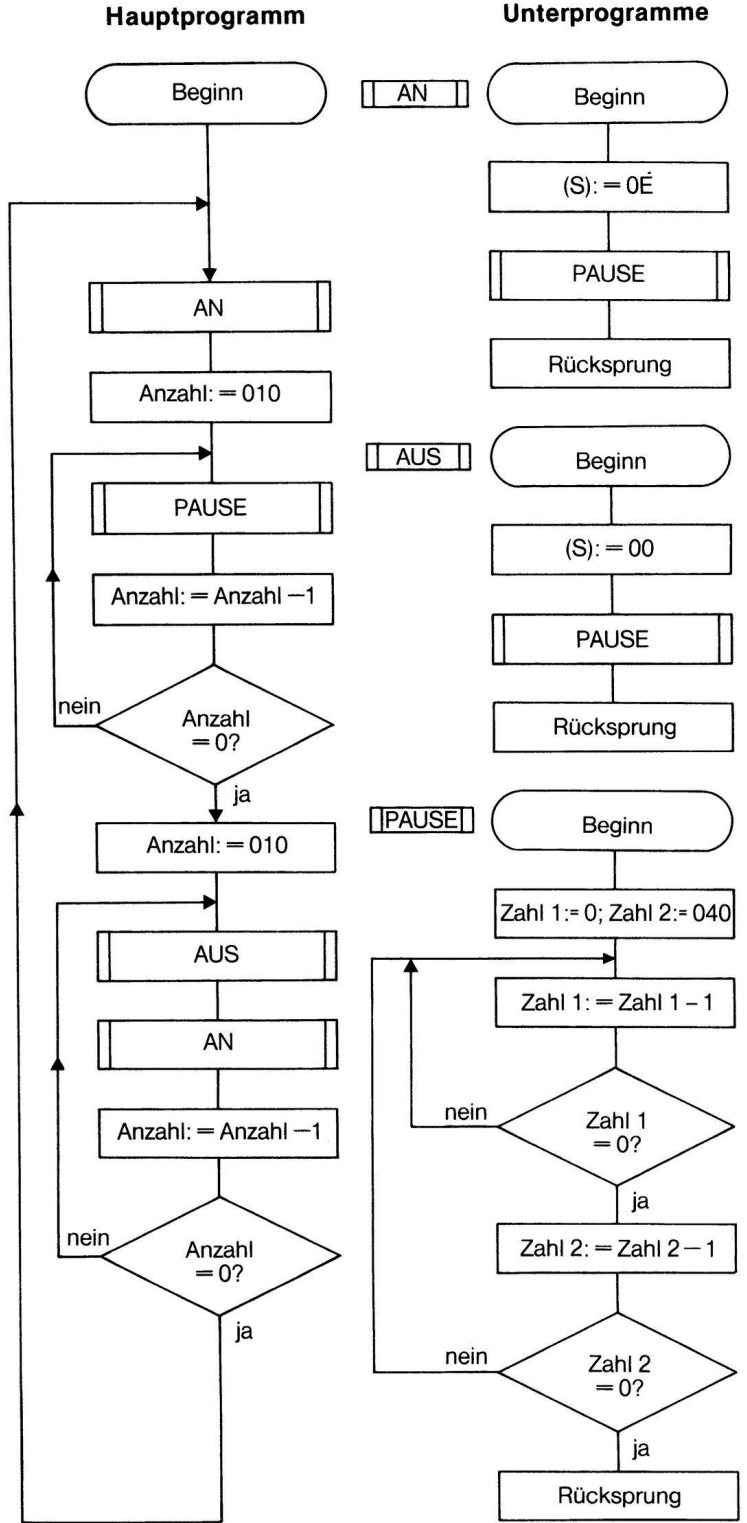 Hauptprogramm
Beginn
AN
Anzahl: = 010
PAUSE
Anzahl: = Anzahl −1
Anzahl
= 0?
nein
ja
Anzahl: = 010
AUS
AN
Anzahl: = Anzahl −1
Anzahl
= 0?
nein
ja
Unterprogramme
AN
Beginn
(S): = 0É
PAUSE
Rücksprung
AUS
Beginn
(S): = 00
PAUSE
Rücksprung
PAUSE
Beginn
Zahl 1:= 0; Zahl 2:= 040
Zahl 1: = Zahl 1 − 1
Zahl 1
= 0?
nein
ja
Zahl 2: = Zahl 2 − 1
Zahl 2
= 0?
nein
ja
Rücksprung